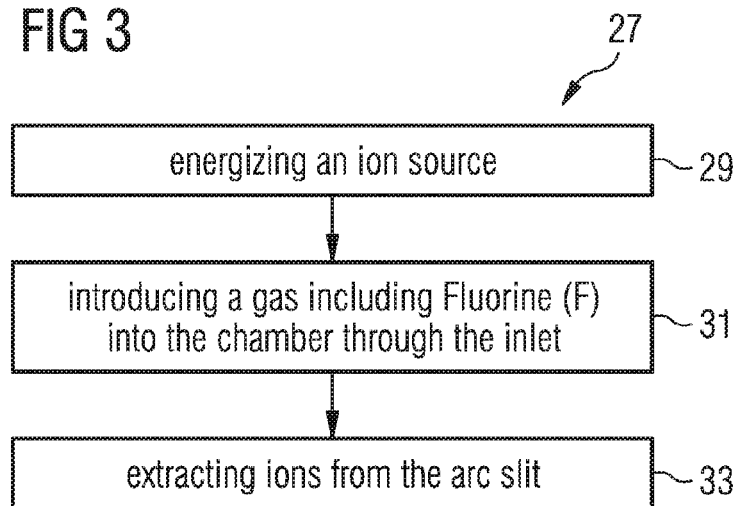 FIG 3
27
energizing an ion source
29
introducing a gas including Fluorine (F)
into the chamber through the inlet
31
extracting ions from the arc slit
33